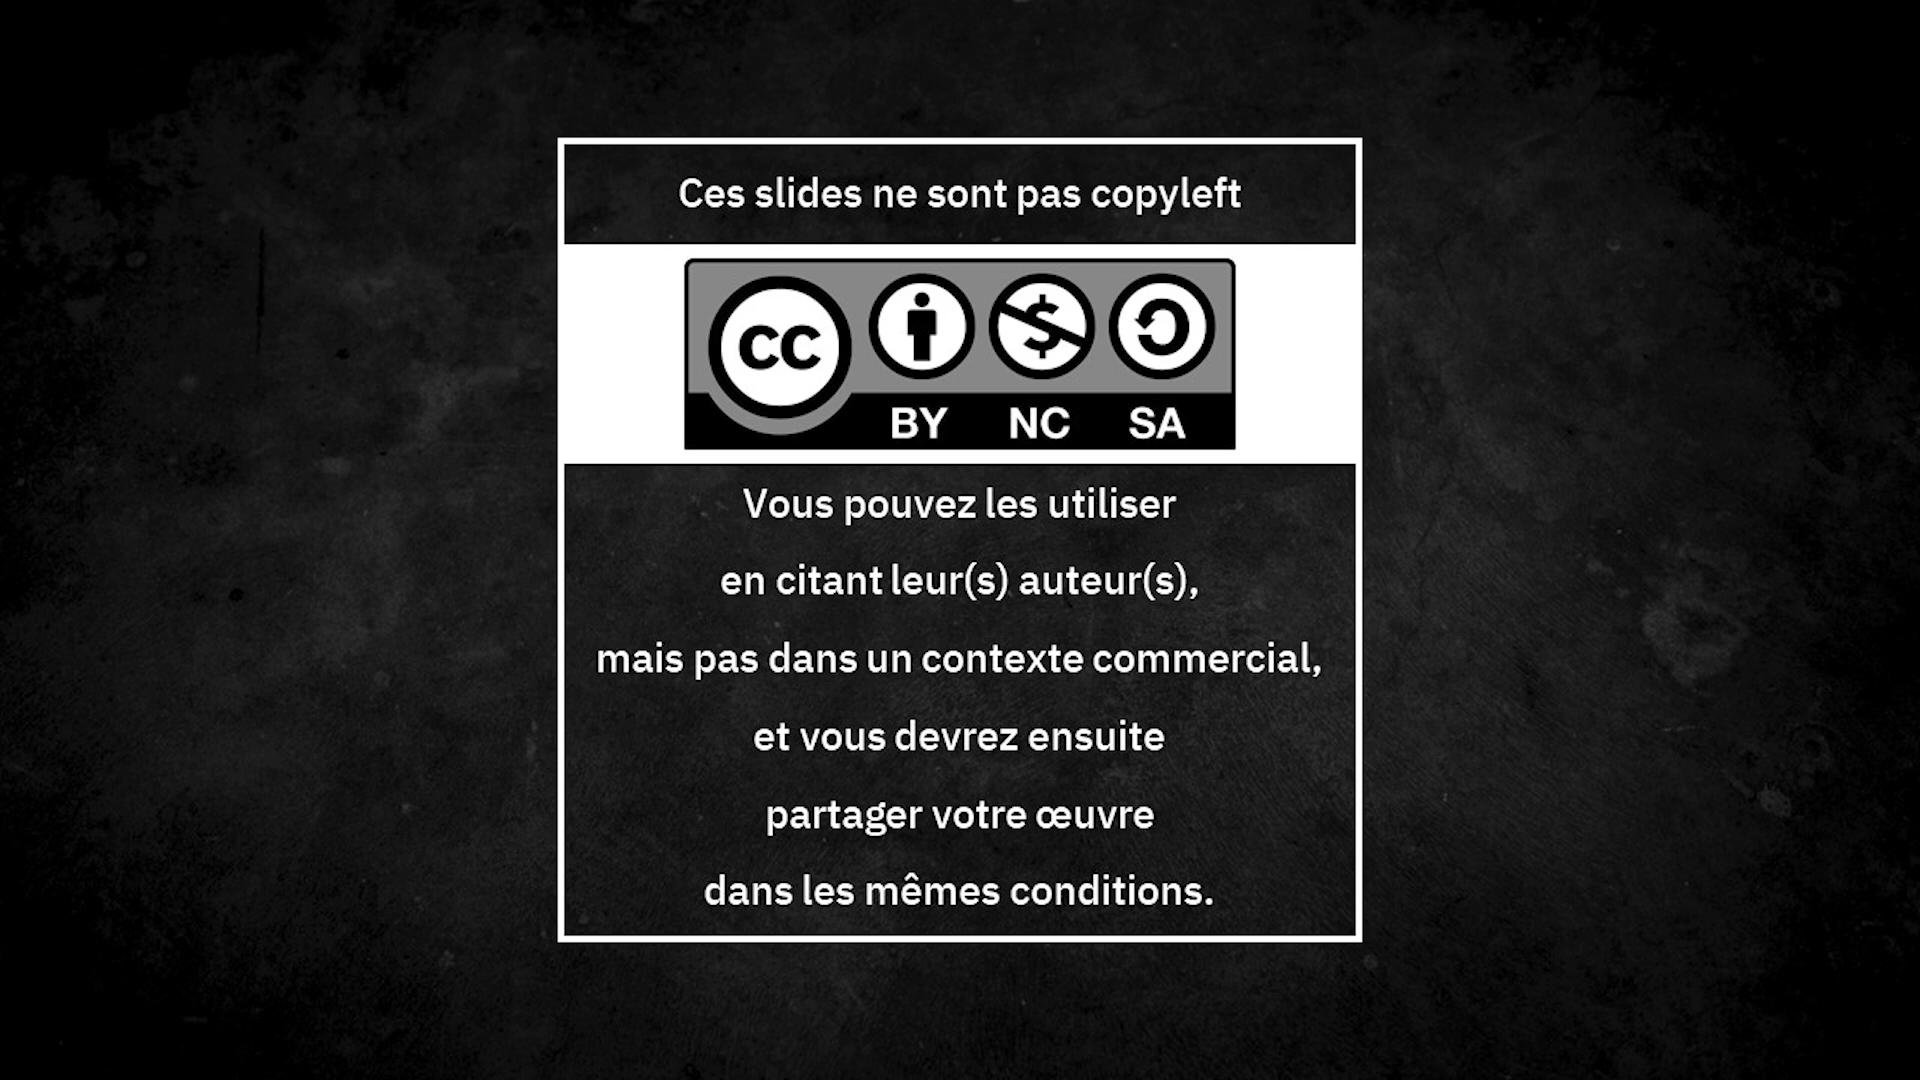 Ces slides ne sont pas copyleft
cc
BY NC SA
Vous pouvez les utiliser
en citant leur(s) auteur(s),
mais pas dans un contexte commercial,
et vous devrez ensuite
partager votre œuvre
dans les mêmes conditions.